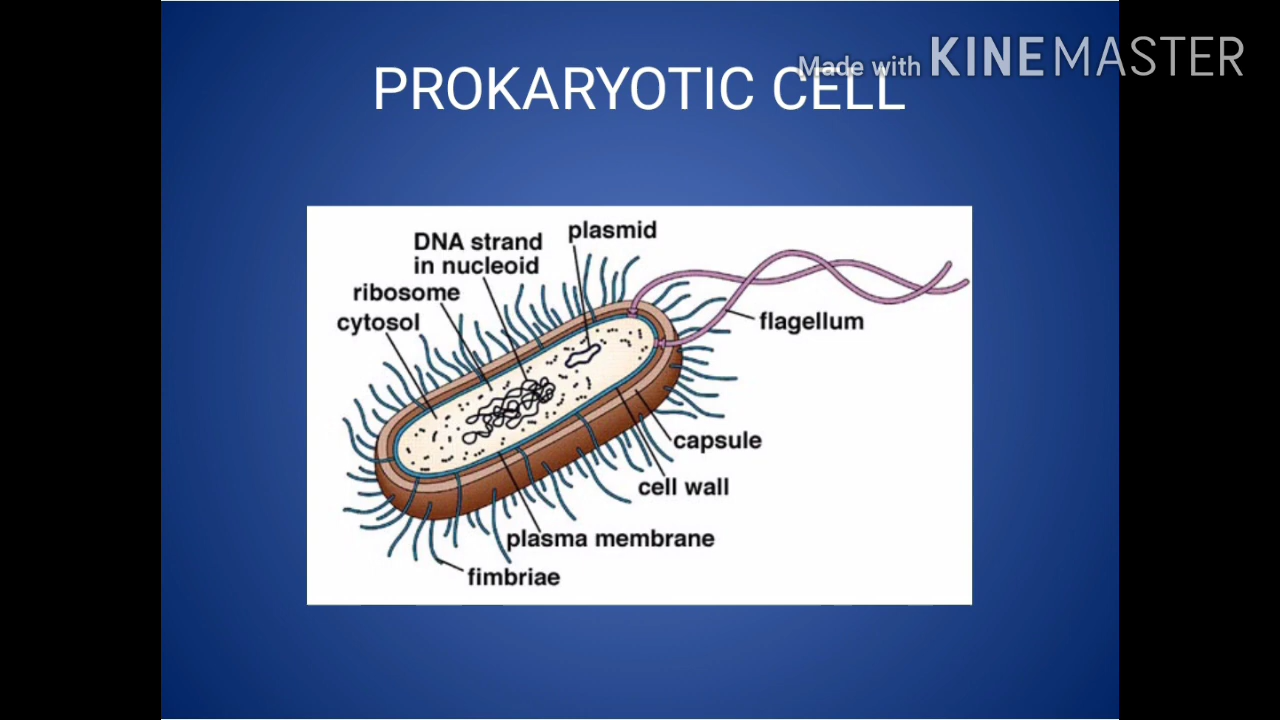 Made with KINEMASTER
PROKARYOTIC CELL
plasmid
DNA strand
in nucleoid
ribosome
cytosol
flagellum
capsule
cell wall
plasma membrane
fimbriae